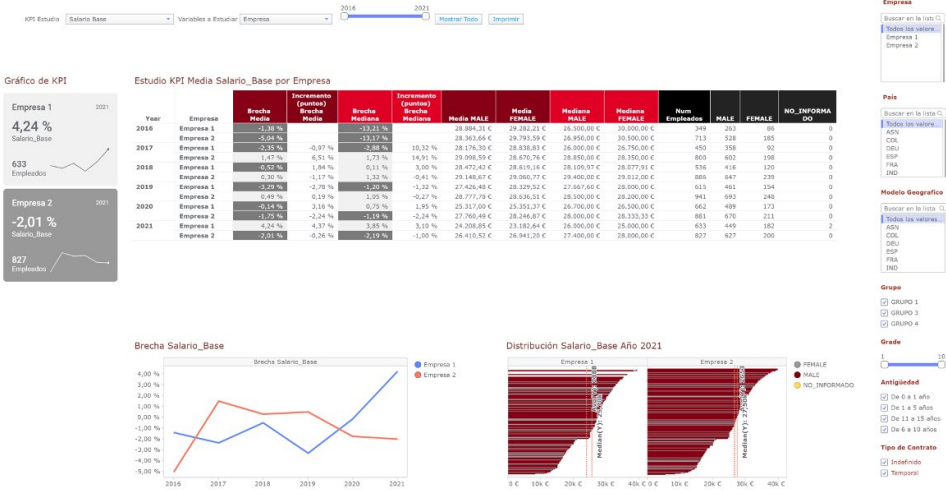 KPI Estudio Salario Base Variables a Estudiar Empresa 2016 2021 Mostrar Todo Imprimir
Gráfico de KPI
Empresa 1 2021
4,24 %
Salario_Base
633
Empleados
Empresa 2 2021
-2,01 %
Salario_Base
827
Empleados
Estudio KPI Media Salario_Base por Empresa
Year Empresa Brecha Media Incremento (puntos) Brecha Media Brecha Mediana Incremento (puntos) Brecha Mediana Media MALE Media FEMALE Mediana MALE Mediana FEMALE Num Empleados MALE FEMALE NO_INFORMADO
2016 Empresa 1 -1,38 % -13,21 % 28.884,31 € 29.282,21 € 26.500,00 € 30.000,00 € 349 263 86 0
Empresa 2 -5,04 % -13,17 % 28.363,66 € 29.793,59 € 26.950,00 € 30.500,00 € 713 528 185 0
2017 Empresa 1 -2,35 % -0,97 % -2,88 % 10,32 % 28.176,30 € 28.838,83 € 26.000,00 € 26.750,00 € 450 358 92 0
Empresa 2 1,47 % 6,51 % 1,73 % 14,91 % 29.098,59 € 28.670,76 € 28.850,00 € 28.350,00 € 800 602 198 0
2018 Empresa 1 -0,52 % 1,84 % 0,11 % 3,00 % 28.472,42 € 28.619,16 € 28.109,97 € 28.077,91 € 536 416 120 0
Empresa 2 0,30 % -1,17 % 1,32 % -0,41 % 29.148,67 € 29.060,77 € 29.400,00 € 29.012,00 € 886 647 239 0
2019 Empresa 1 -3,29 % -2,78 % -1,20 % -1,32 % 27.426,48 € 28.329,52 € 27.667,60 € 28.000,00 € 615 461 154 0
Empresa 2 0,49 % 0,19 % 1,05 % -0,27 % 28.777,78 € 28.636,51 € 28.500,00 € 28.200,00 € 941 693 248 0
2020 Empresa 1 -0,14 % 3,16 % 0,75 % 1,95 % 25.317,00 € 25.351,37 € 26.700,00 € 26.500,00 € 662 489 173 0
Empresa 2 -1,75 % -2,24 % -1,19 % -2,24 % 27.760,49 € 28.246,87 € 28.000,00 € 28.333,33 € 881 670 211 0
2021 Empresa 1 4,24 % 4,37 % 3,85 % 3,10 % 24.208,85 € 23.182,64 € 26.000,00 € 25.000,00 € 633 449 182 2
Empresa 2 -2,01 % -0,26 % -2,19 % -1,00 % 26.410,52 € 26.941,20 € 27.400,00 € 28.000,00 € 827 627 200 0
Brecha Salario_Base
Brecha Salario_Base
4,00 %
3,00 %
2,00 %
1,00 %
0,00 %
-1,00 %
-2,00 %
-3,00 %
-4,00 %
-5,00 %
2016 2017 2018 2019 2020 2021
Empresa 1
Empresa 2
Distribución Salario_Base Año 2021
Empresa 1 Empresa 2
0 € 10k € 20k € 30k € 40k € 0 € 10k € 20k € 30k € 40k €
FEMALE
MALE
NO_INFORMADO
Empresa
Buscar en la lista
Todos los valore...
Empresa 1
Empresa 2
Pais
Buscar en la lista
Todos los valores...
ASN
COL
DEU
ESP
FRA
IND
Modelo Geografico
Buscar en la lista
Todos los valores...
ASN
COL
DEU
ESP
FRA
IND
Grupo
GRUPO 1
GRUPO 3
GRUPO 4
Grade
1 10
Antigüedad
De 0 a 1 año
De 1 a 5 años
De 11 a 15 años
De 6 a 10 años
Tipo de Contrato
Indefinido
Temporal